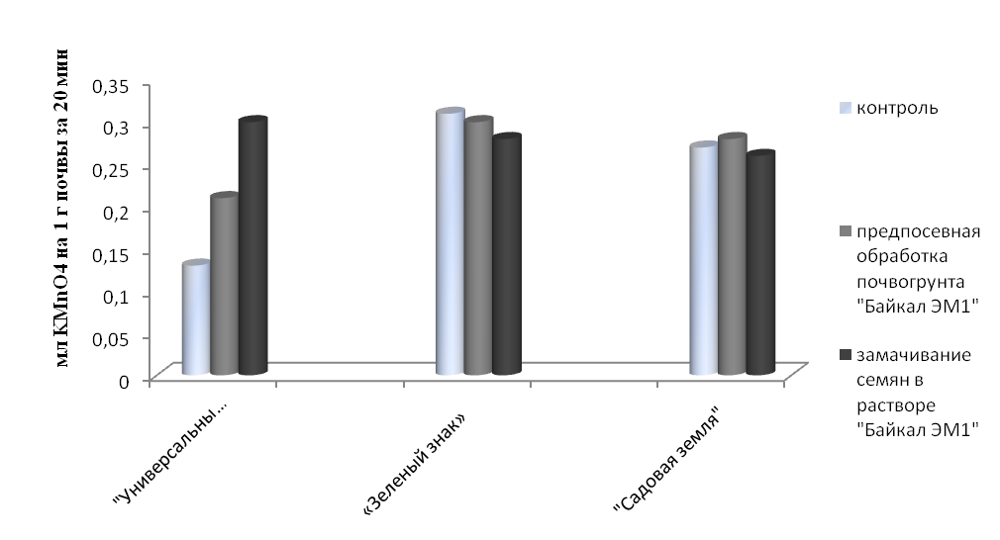 мл KMnO4 на 1 г почвы за 20 мин
0,35
0,3
0,25
0,2
0,15
0,1
0,05
0
"Универсальны...
«Зеленый знак»
"Садовая земля"
контроль
предпосевная
обработка
почвогрунта
"Байкал ЭМ1"
замачивание
семян в
растворе
"Байкал ЭМ1"